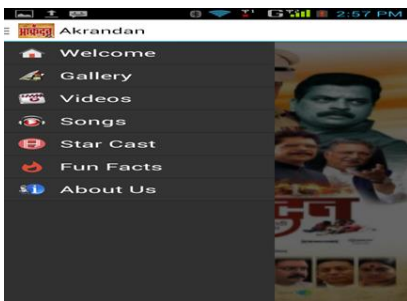 2:57 PM
आक्रंदन Akrandan
Welcome
Gallery
Videos
Songs
Star Cast
Fun Facts
About Us